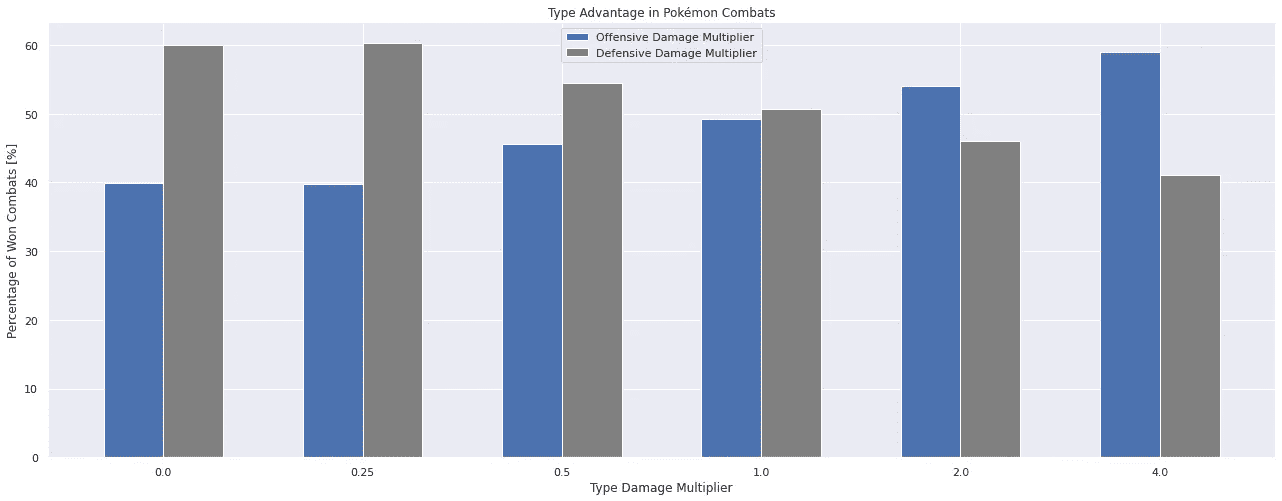 Type Advantage in Pokémon Combats
Offensive Damage Multiplier
Defensive Damage Multiplier
Percentage of Won Combats [%]
60
50
40
30
20
10
0
0.0 0.25 0.5 1.0 2.0 4.0
Type Damage Multiplier